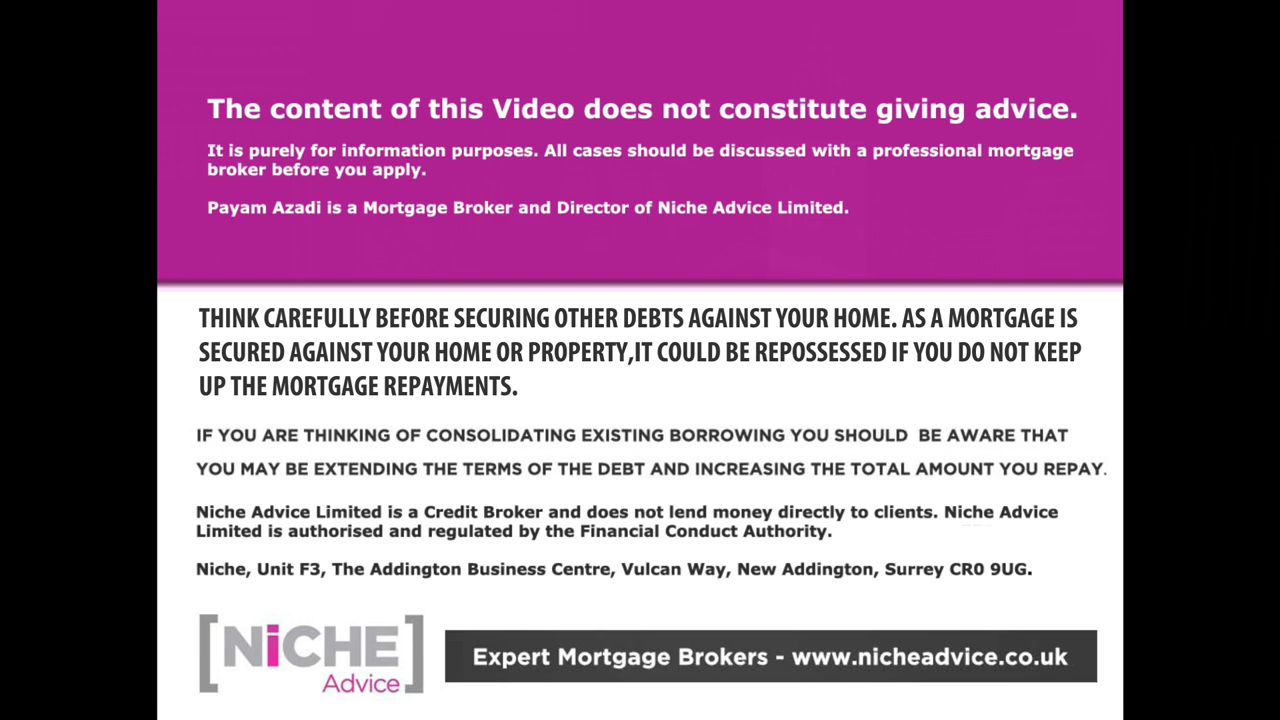 The content of this Video does not constitute giving advice.
It is purely for information purposes. All cases should be discussed with a professional mortgage
broker before you apply.
Payam Azadi is a Mortgage Broker and Director of Niche Advice Limited.
THINK CAREFULLY BEFORE SECURING OTHER DEBTS AGAINST YOUR HOME. AS A MORTGAGE IS
SECURED AGAINST YOUR HOME OR PROPERTY,IT COULD BE REPOSSESSED IF YOU DO NOT KEEP
UP THE MORTGAGE REPAYMENTS.
IF YOU ARE THINKING OF CONSOLIDATING EXISTING BORROWING YOU SHOULD BE AWARE THAT
YOU MAY BE EXTENDING THE TERMS OF THE DEBT AND INCREASING THE TOTAL AMOUNT YOU REPAY.
Niche Advice Limited is a Credit Broker and does not lend money directly to clients. Niche Advice
Limited is authorised and regulated by the Financial Conduct Authority.
Niche, Unit F3, The Addington Business Centre, Vulcan Way, New Addington, Surrey CR0 9UG.
[NiCHE
Advice]
Expert Mortgage Brokers - www.nicheadvice.co.uk